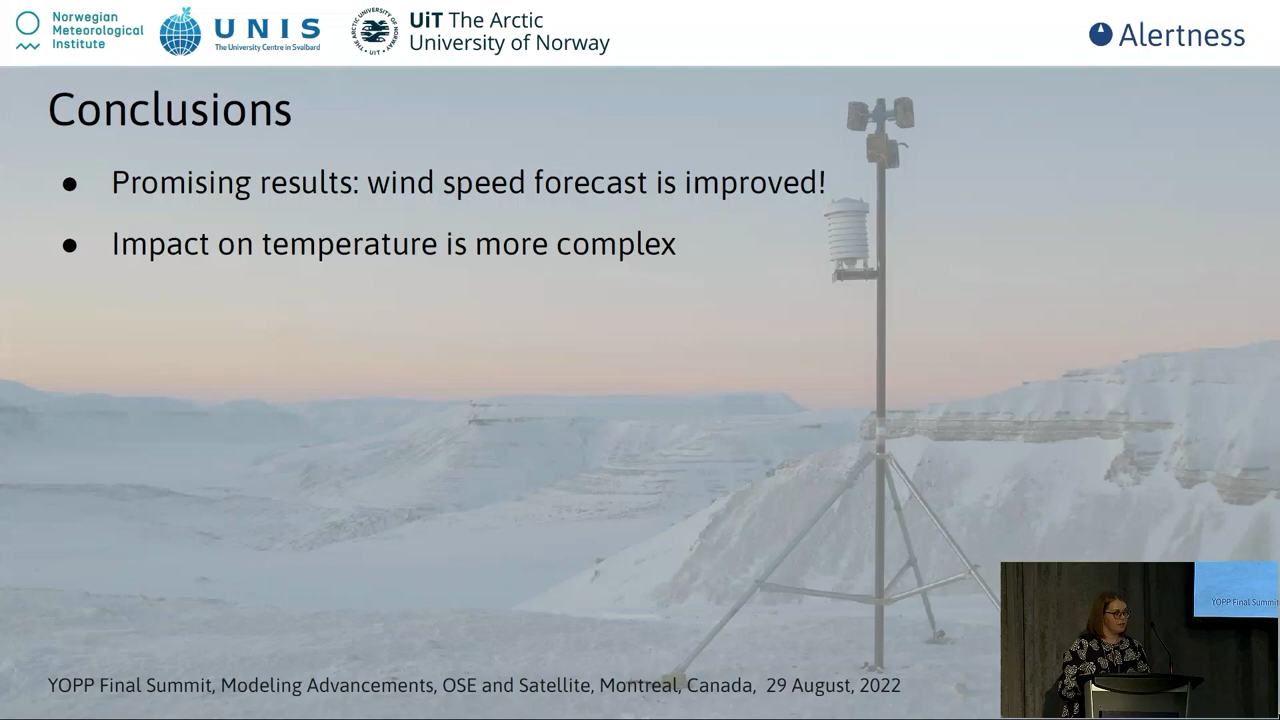 Norwegian
Meteorological
Institute
UNIS
The University Centre in Svalbard
UiT The Arctic
University of Norway
Alertness
Conclusions
● Promising results: wind speed forecast is improved!
● Impact on temperature is more complex
YOPP Final Summit, Modeling Advancements, OSE and Satellite, Montreal, Canada, 29 August, 2022
YOPP Final Summit